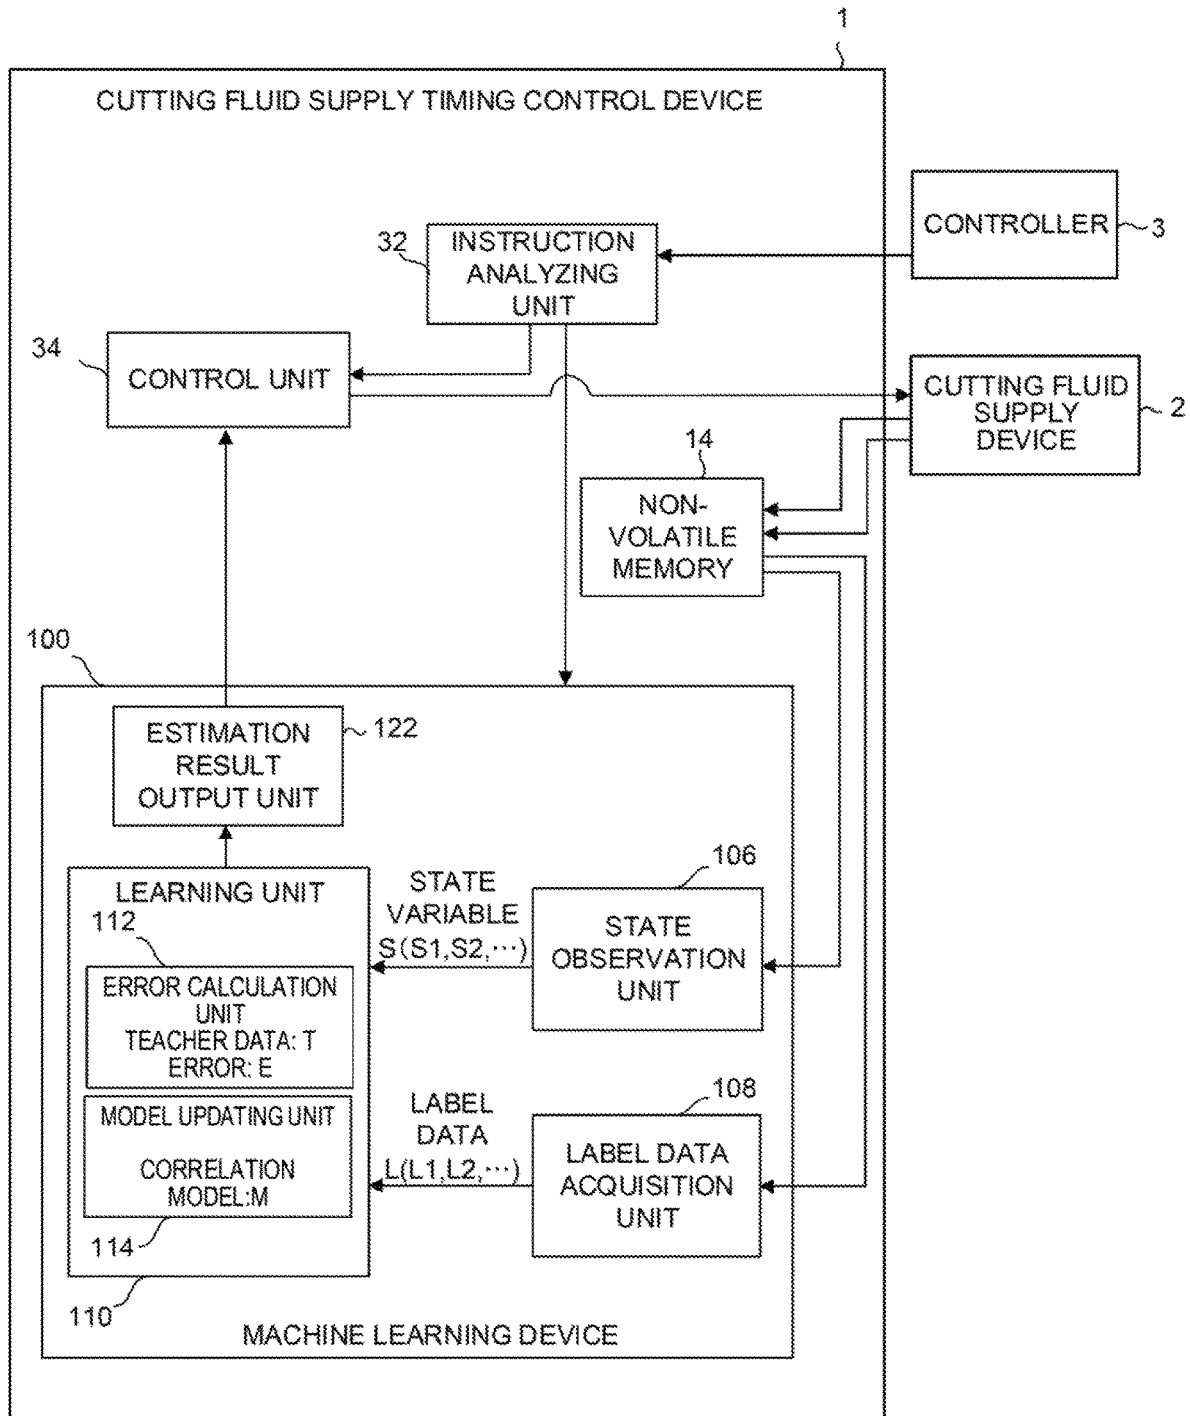 1
CUTTING FLUID SUPPLY TIMING CONTROL DEVICE
CONTROLLER
3
32
INSTRUCTION
ANALYZING
UNIT
34
CONTROL UNIT
CUTTING FLUID
SUPPLY
DEVICE
2
14
NON-
VOLATILE
MEMORY
100
ESTIMATION
RESULT
OUTPUT UNIT
122
LEARNING UNIT
112
ERROR CALCULATION
UNIT
TEACHER DATA: T
ERROR: E
MODEL UPDATING UNIT
CORRELATION
MODEL:M
114
110
STATE
VARIABLE
S(S1,S2,···)
106
STATE
OBSERVATION
UNIT
LABEL
DATA
L(L1,L2,···)
108
LABEL DATA
ACQUISITION
UNIT
MACHINE LEARNING DEVICE